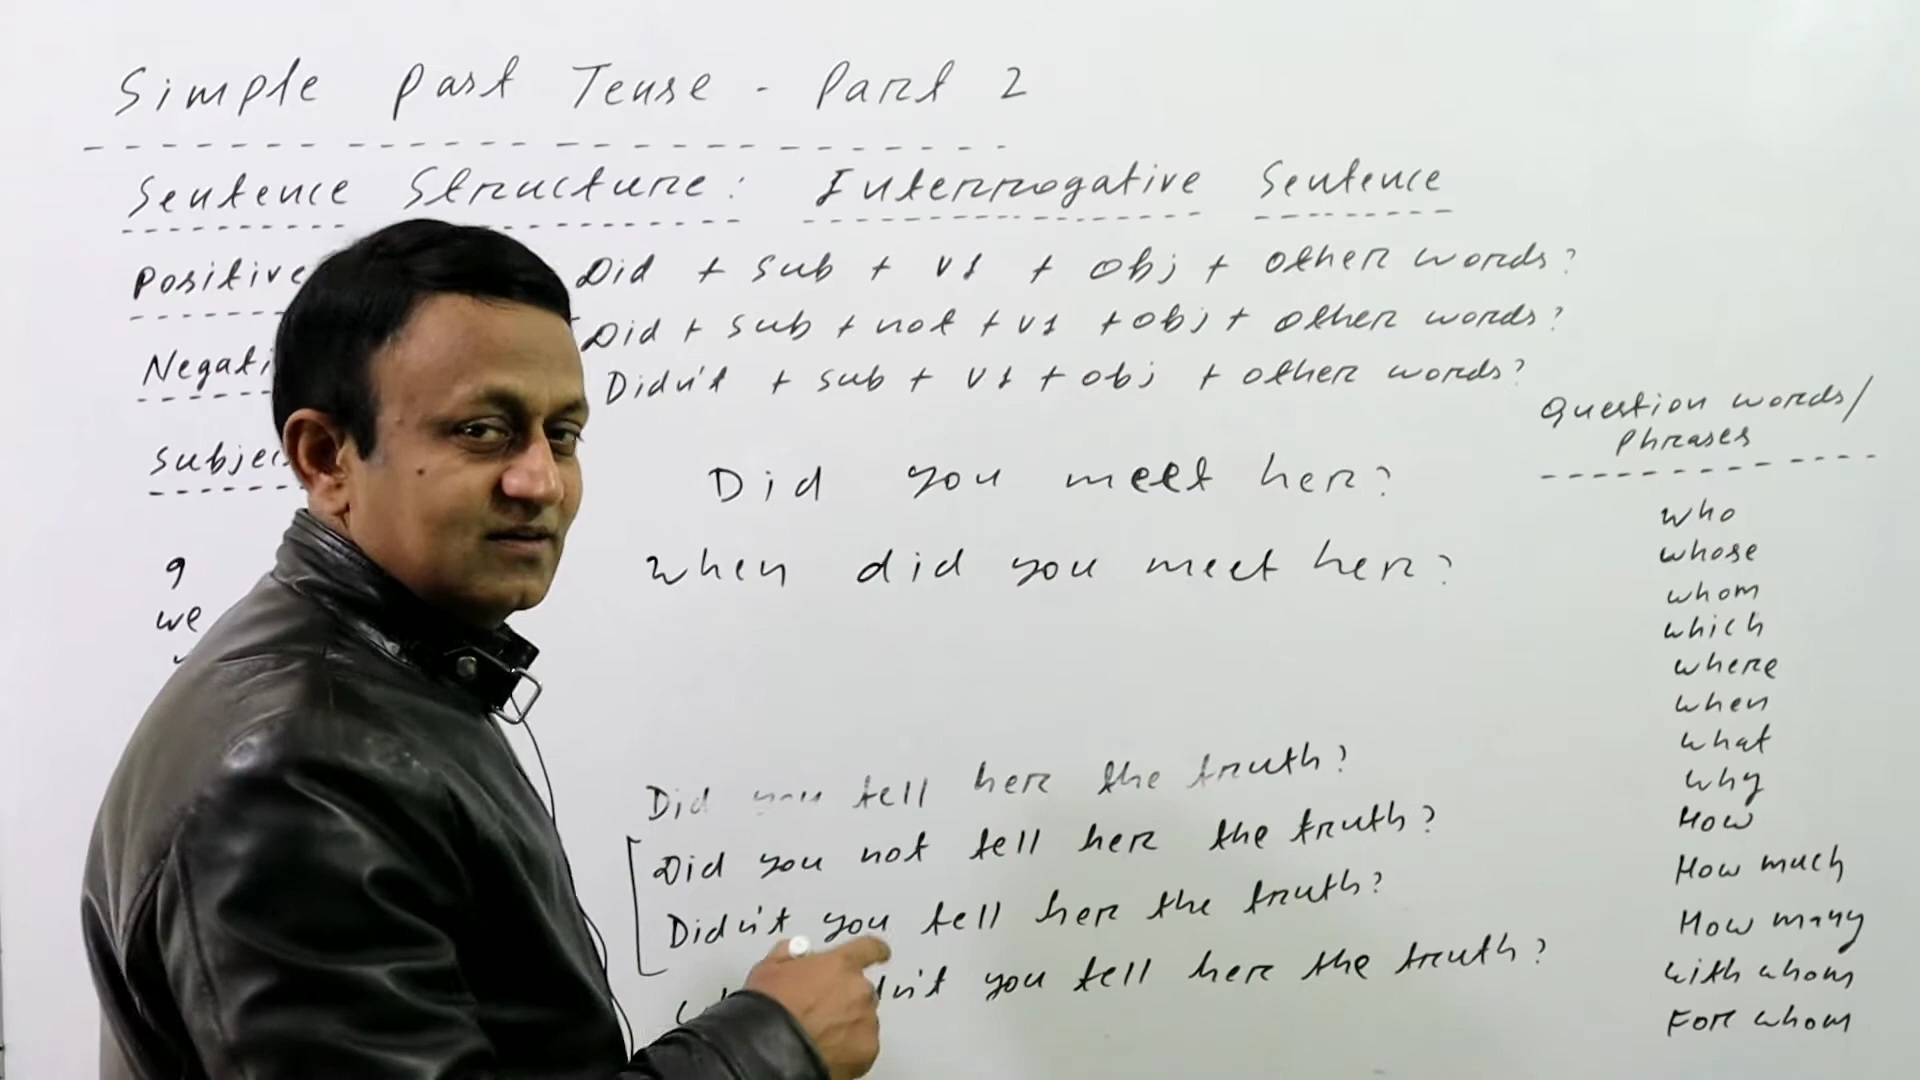 Simple Past Tense - Part 2
Sentence Structure: Interrogative Sentence
Positive Did + sub + v1 + obj + other words?
Did + sub + not + v1 + obj + other words?
Didn't + sub + v1 + obj + other words?
Did you meet her?
When did you meet her?
we
Did you tell her the truth?
Did you not tell her the truth?
Didn't you tell her the truth?
you tell her the truth?
Question words/
Phrases
who
whose
whom
which
where
when
what
why
How
How much
How many
with whom
For whom